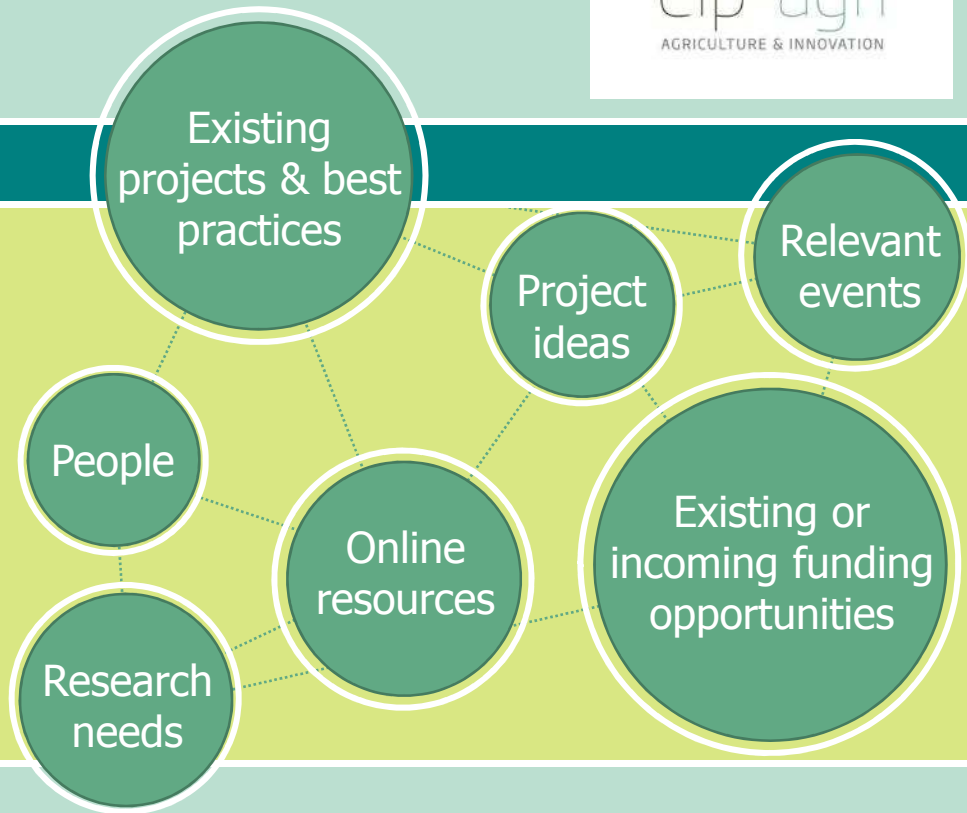 AGRICULTURE & INNOVATION
Existing
projects & best
practices
Relevant
events
Project
ideas
People
Existing or
incoming funding
opportunities
Online
resources
Research
needs